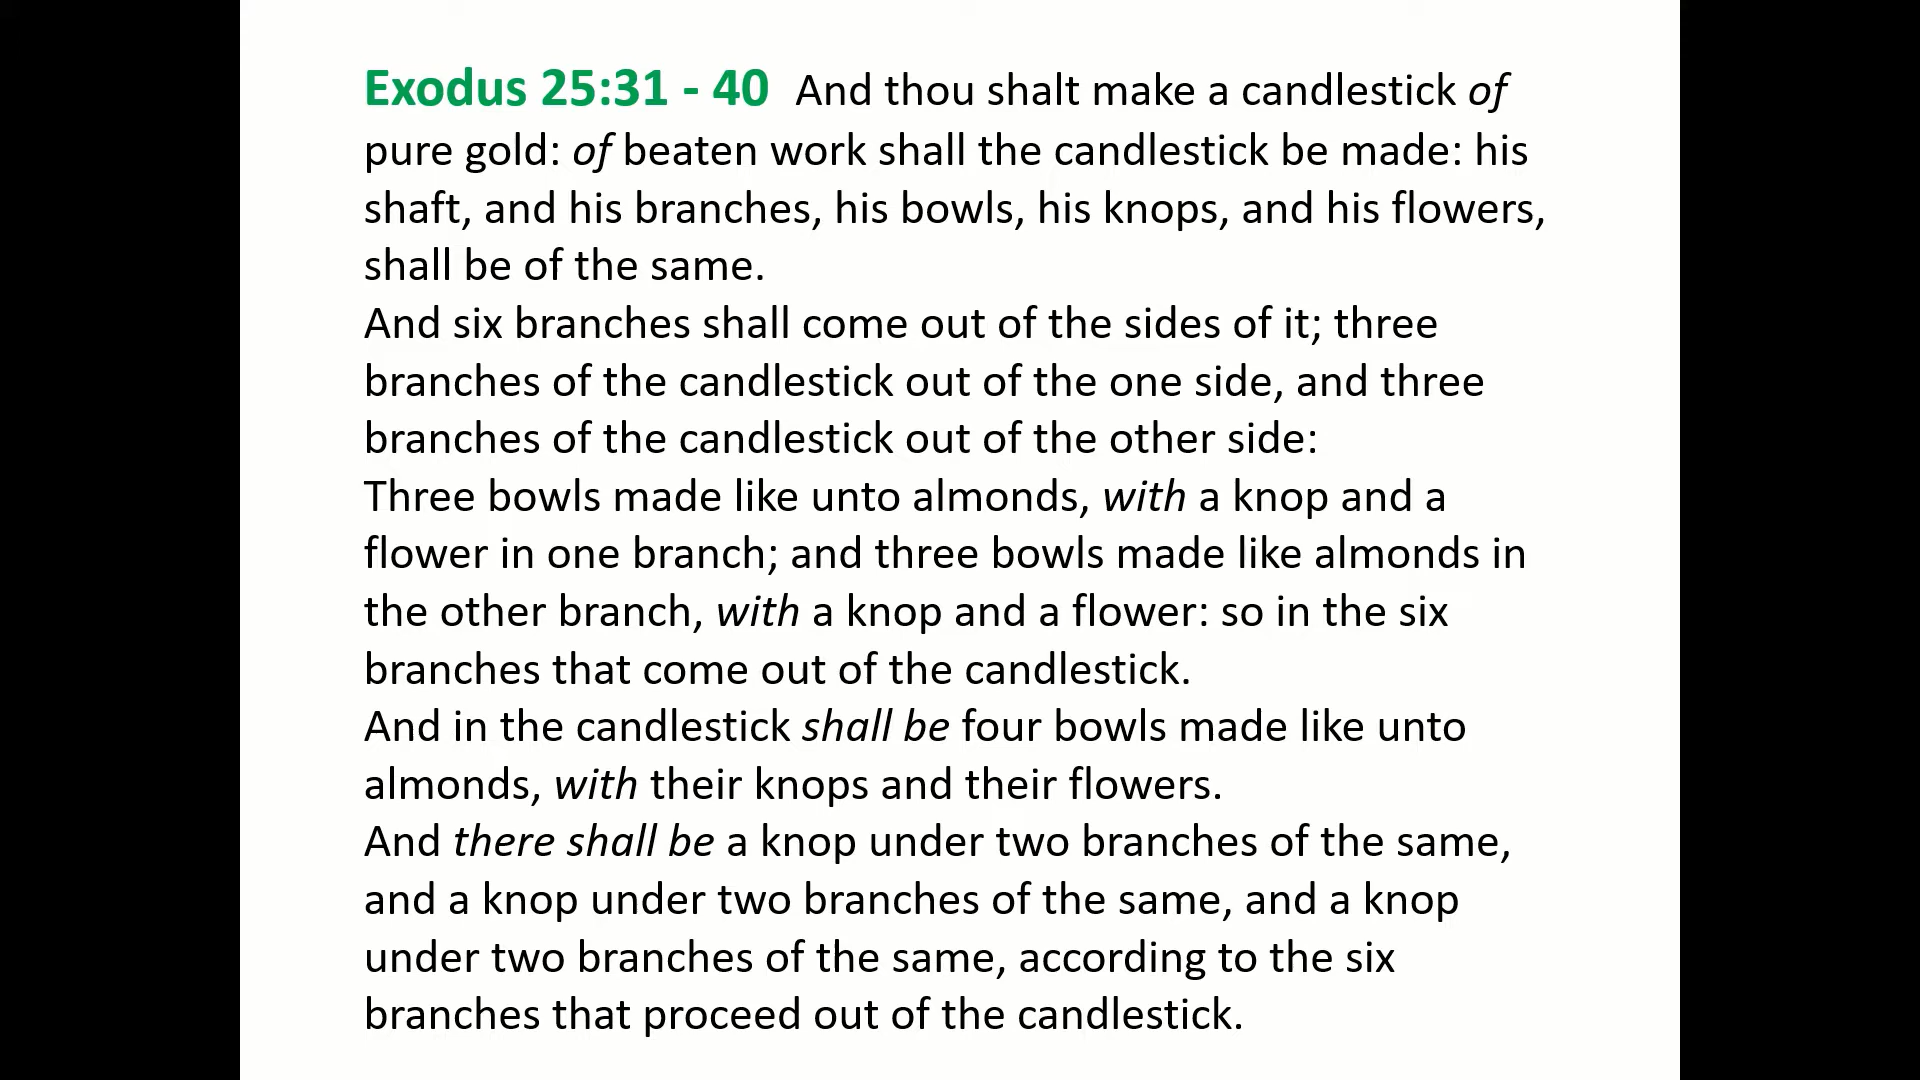 Exodus 25:31 - 40 And thou shalt make a candlestick of
pure gold: of beaten work shall the candlestick be made: his
shaft, and his branches, his bowls, his knops, and his flowers,
shall be of the same.
And six branches shall come out of the sides of it; three
branches of the candlestick out of the one side, and three
branches of the candlestick out of the other side:
Three bowls made like unto almonds, with a knop and a
flower in one branch; and three bowls made like almonds in
the other branch, with a knop and a flower: so in the six
branches that come out of the candlestick.
And in the candlestick shall be four bowls made like unto
almonds, with their knops and their flowers.
And there shall be a knop under two branches of the same,
and a knop under two branches of the same, and a knop
under two branches of the same, according to the six
branches that proceed out of the candlestick.